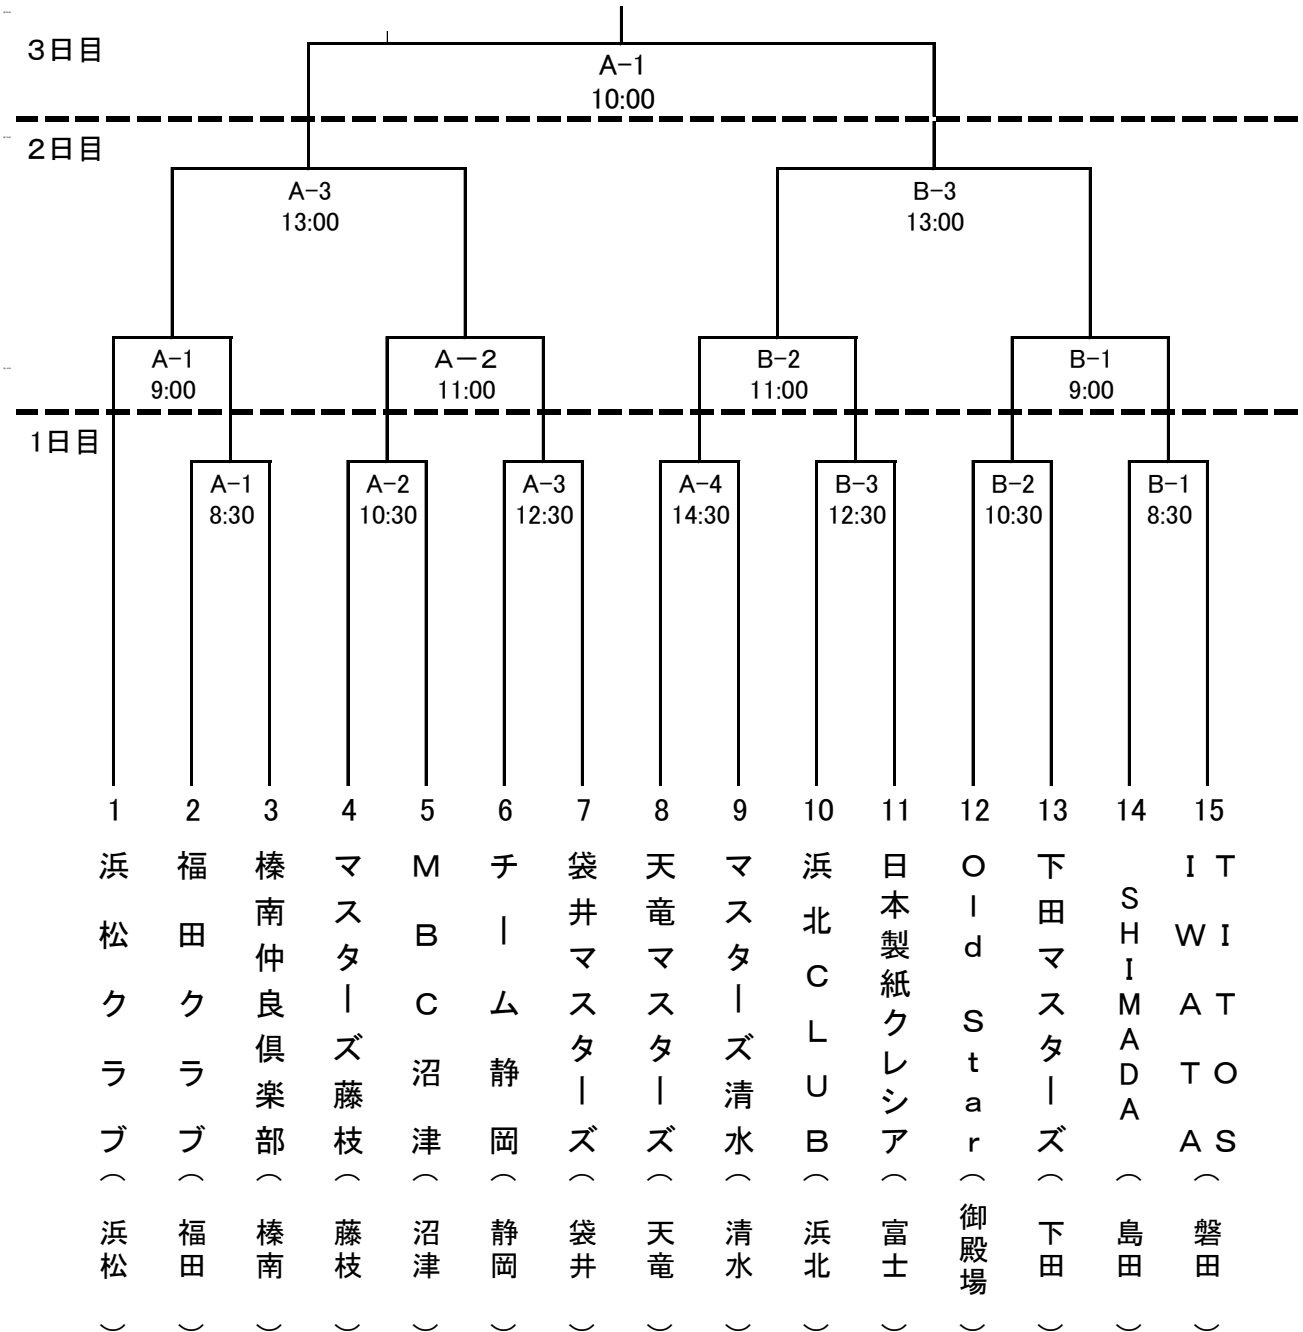 3日目
A-1
10:00
2日目
A-3
13:00
B-3
13:00
A-1
9:00
A-2
11:00
B-2
11:00
B-1
9:00
1日目
A-1
8:30
A-2
10:30
A-3
12:30
A-4
14:30
B-3
12:30
B-2
10:30
B-1
8:30
1
浜松クラブ(浜松)
2
福田クラブ(福田)
3
榛南仲良倶楽部(榛南)
4
マスターズ藤枝(藤枝)
5
MBC沼津(沼津)
6
チーム静岡(静岡)
7
袋井マスターズ(袋井)
8
天竜マスターズ(天竜)
9
マスターズ清水(清水)
10
浜北CLUB(浜北)
11
日本製紙クレシア(富士)
12
Old Star(御殿場)
13
下田マスターズ(下田)
14
SHIMADA(島田)
15
TITOS
IWATA(磐田)